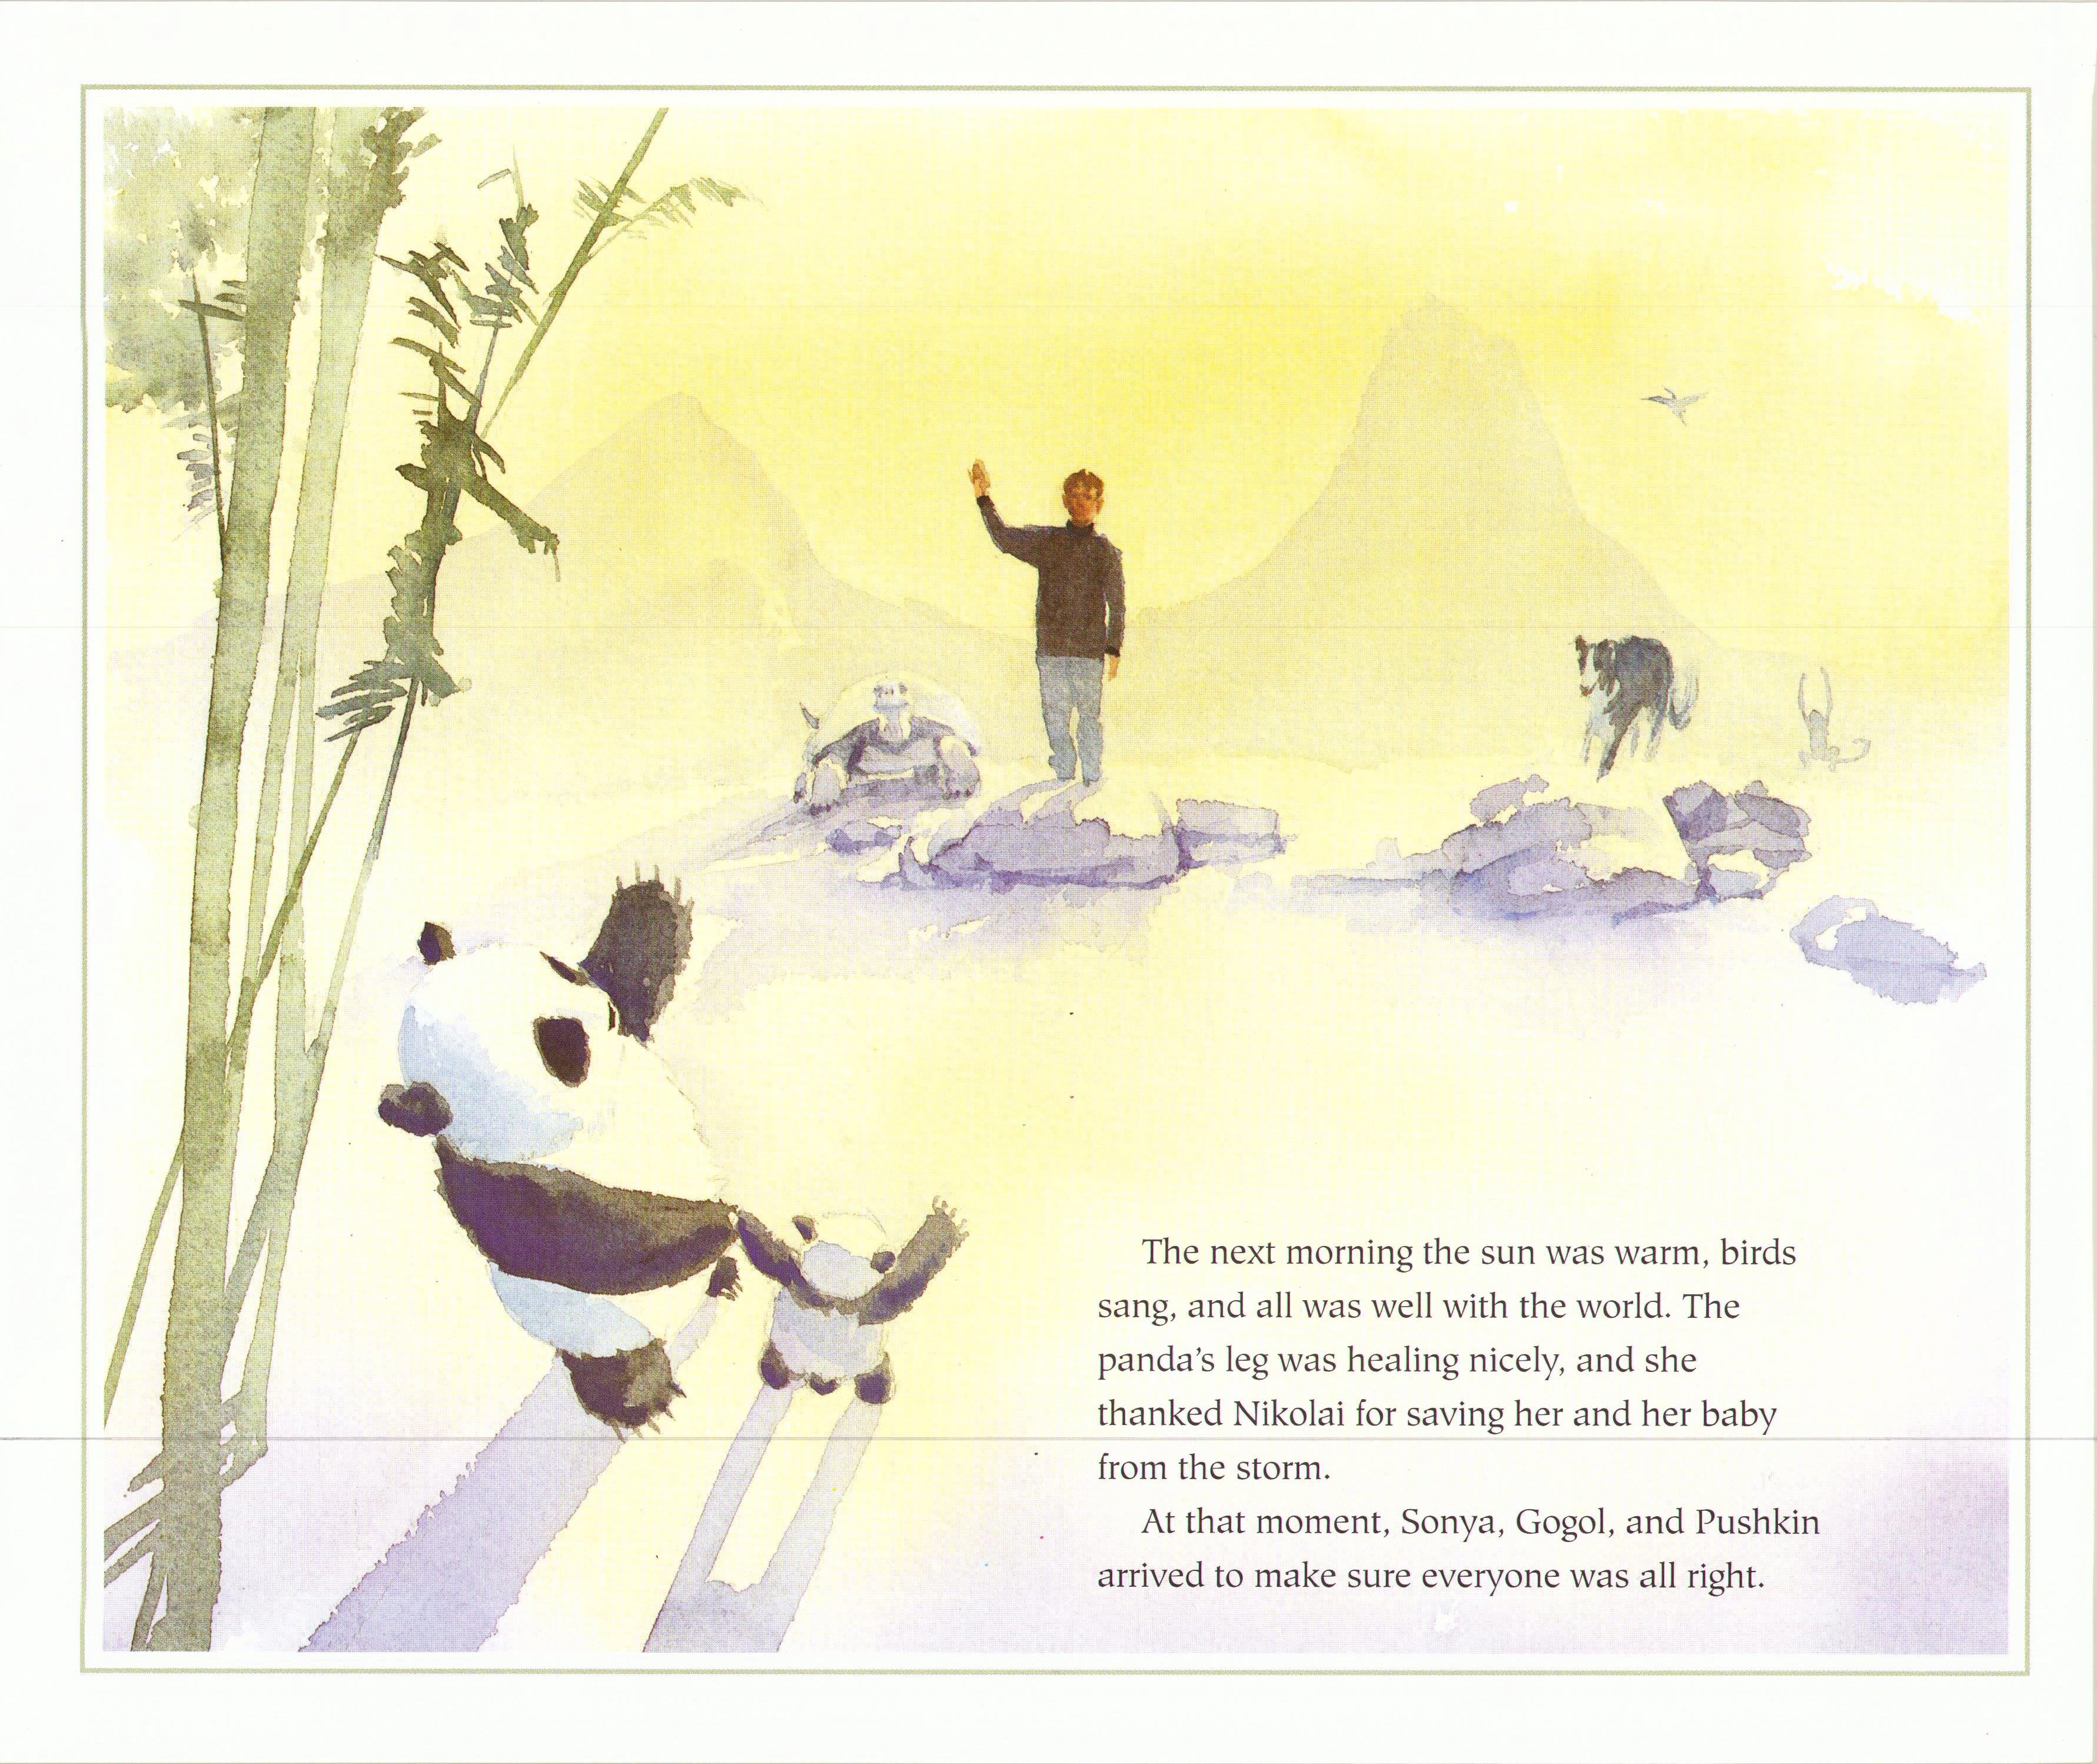 The next morning the sun was warm, birds
sang, and all was well with the world. The
panda’s leg was healing nicely, and she
thanked Nikolai for saving her and her baby
from the storm.
At that moment, Sonya, Gogol, and Pushkin
arrived to make sure everyone was all right.